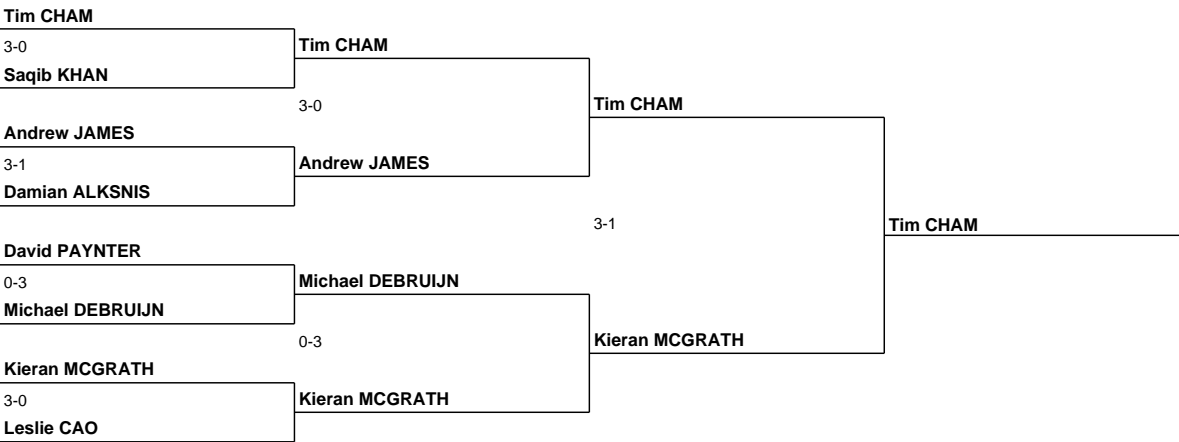 Tim CHAM
3-0
Tim CHAM
Saqib KHAN
3-0
Tim CHAM
Andrew JAMES
3-1
Andrew JAMES
Damian ALKSNIS
3-1
Tim CHAM
David PAYNTER
0-3
Michael DEBRUIJN
Michael DEBRUIJN
0-3
Kieran MCGRATH
Kieran MCGRATH
3-0
Kieran MCGRATH
Leslie CAO